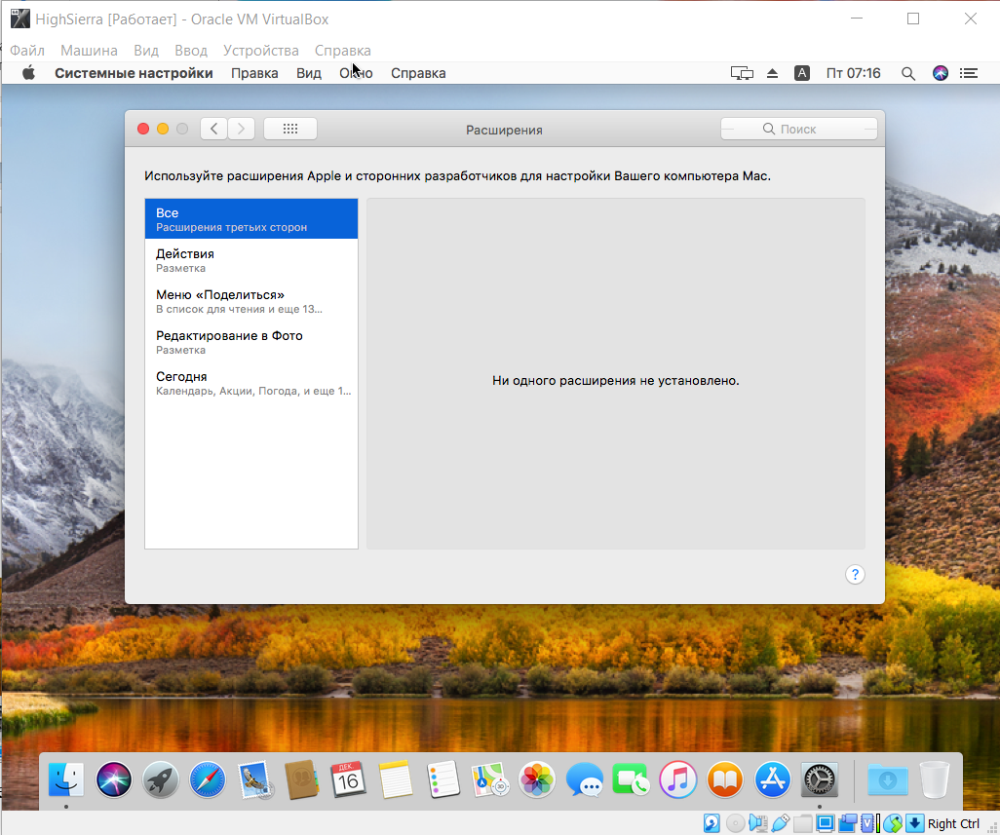 HighSierra [Работает] - Oracle VM VirtualBox
Файл Машина Вид Ввод Устройства Справка
Системные настройки Правка Вид Окно Справка A Пт 07:16
Расширения
Поиск
Используйте расширения Apple и сторонних разработчиков для настройки Вашего компьютера Mac.
Все
Расширения третьих сторон
Действия
Разметка
Меню «Поделиться»
В список для чтения и еще 13...
Редактирование в Фото
Разметка
Сегодня
Календарь, Акции, Погода, и еще 1...
Ни одного расширения не установлено.
?
ДЕК.
16
Right Ctrl